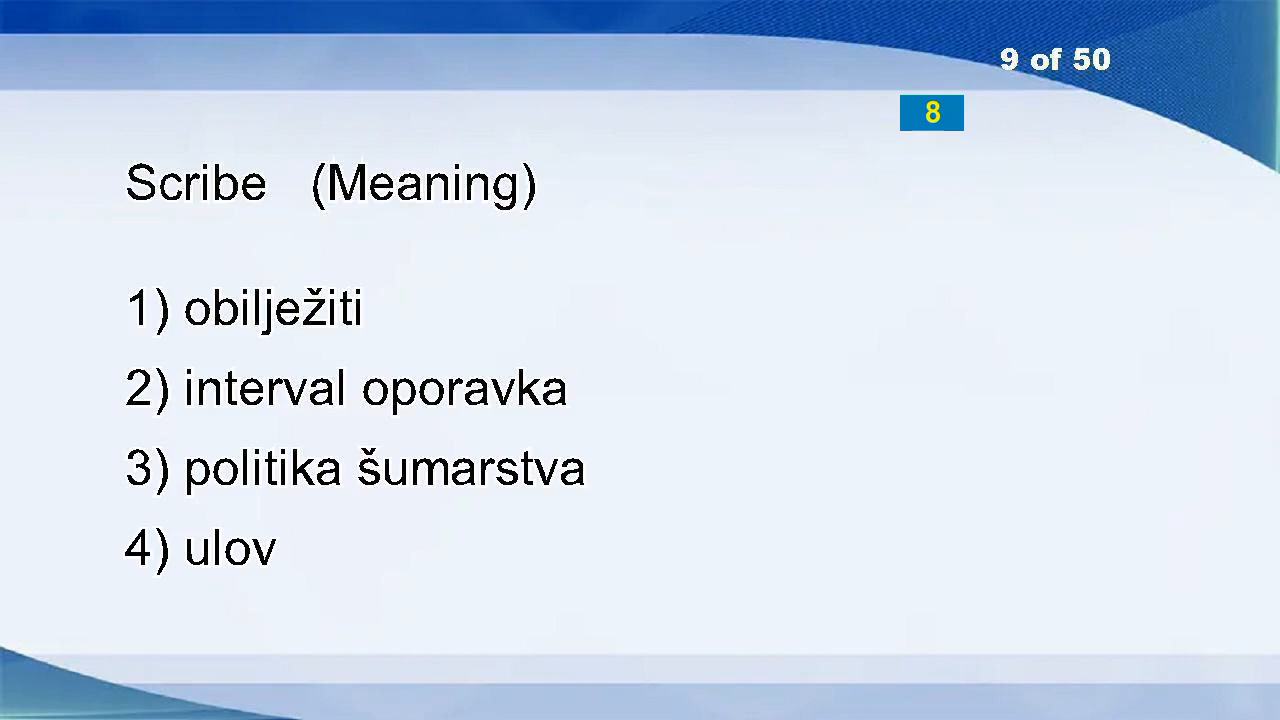 9 of 50
8
Scribe (Meaning)
1) obilježiti
2) interval oporavka
3) politika šumarstva
4) ulov